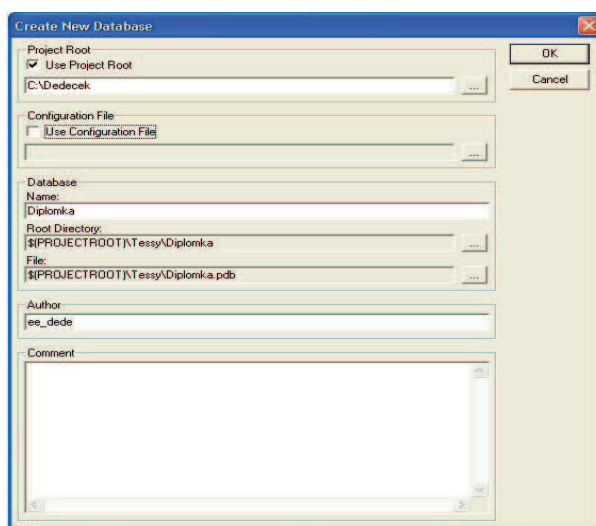 Create New Database
Project Root
Use Project Root
C:\Dedecek
...
OK
Cancel
Configuration File
Use Configuration File
...
Database
Name:
Diplomka
Root Directory:
$(PROJECTROOT)\Tessy\Diplomka
...
File:
$(PROJECTROOT)\Tessy\Diplomka.pdb
...
Author
ee_dede
Comment